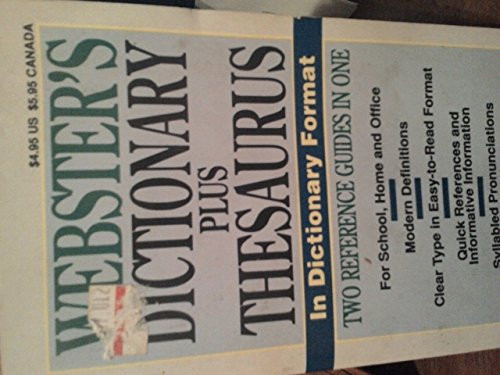 $4.95 US $5.95 CANADA
WEBSTER'S
DICTIONARY
PLUS
THESAURUS
In Dictionary Format
TWO REFERENCE GUIDES IN ONE
For School, Home and Office
Modern Definitions
Clear Type in Easy-to-Read Format
Quick References and
Informative Information
Pronunciations